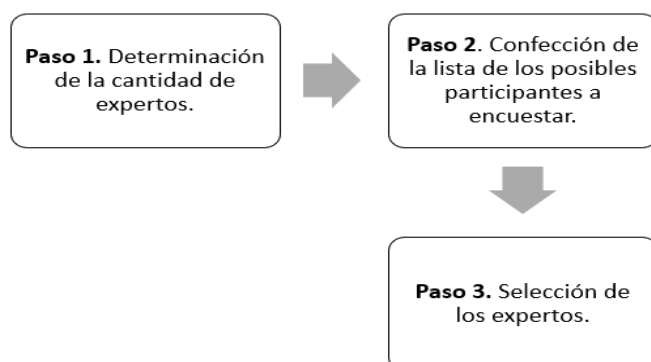 Paso 1. Determinación
de la cantidad de
expertos.
Paso 2. Confección de
la lista de los posibles
participantes a
encuestar.
Paso 3. Selección de
los expertos.